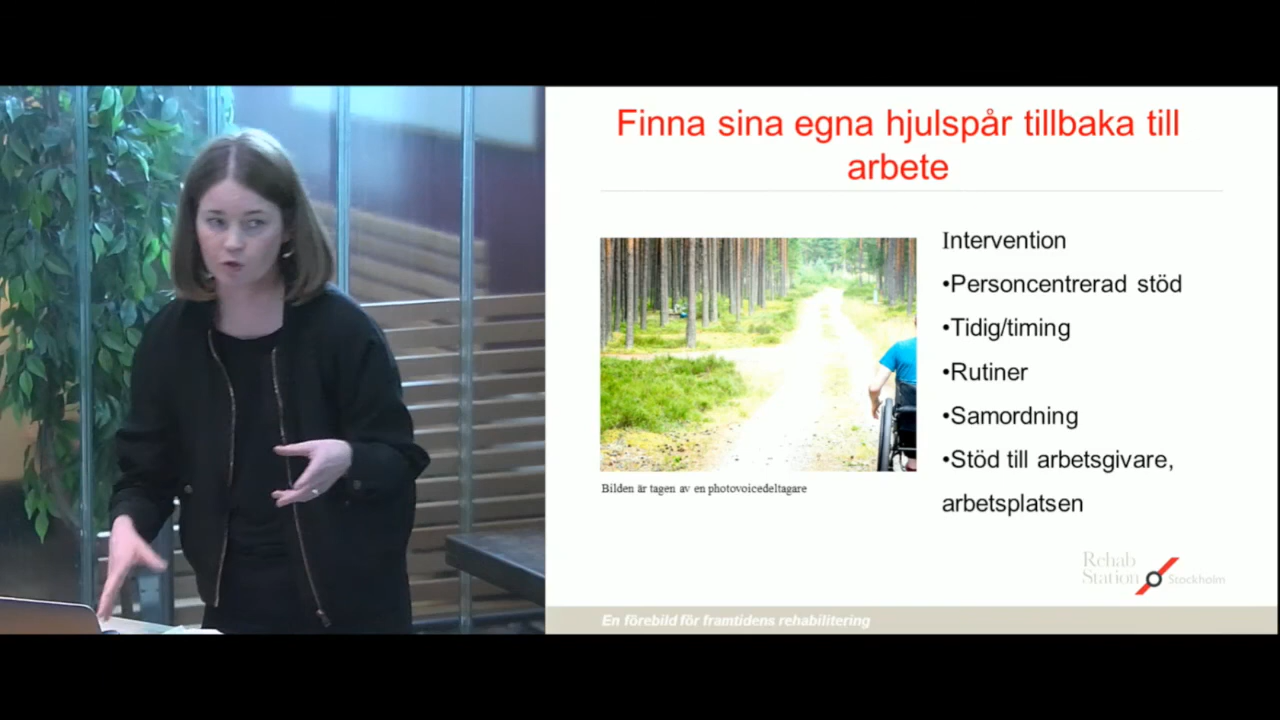 Finna sina egna hjulspår tillbaka till
arbete
Intervention
•Personcentrerad stöd
•Tidig/timing
•Rutiner
•Samordning
•Stöd till arbetsgivare,
arbetsplatsen
Bilden är tagen av en photovoicedeltagare
Rehab
Station Stockholm
En förebild för framtidens rehabilitering